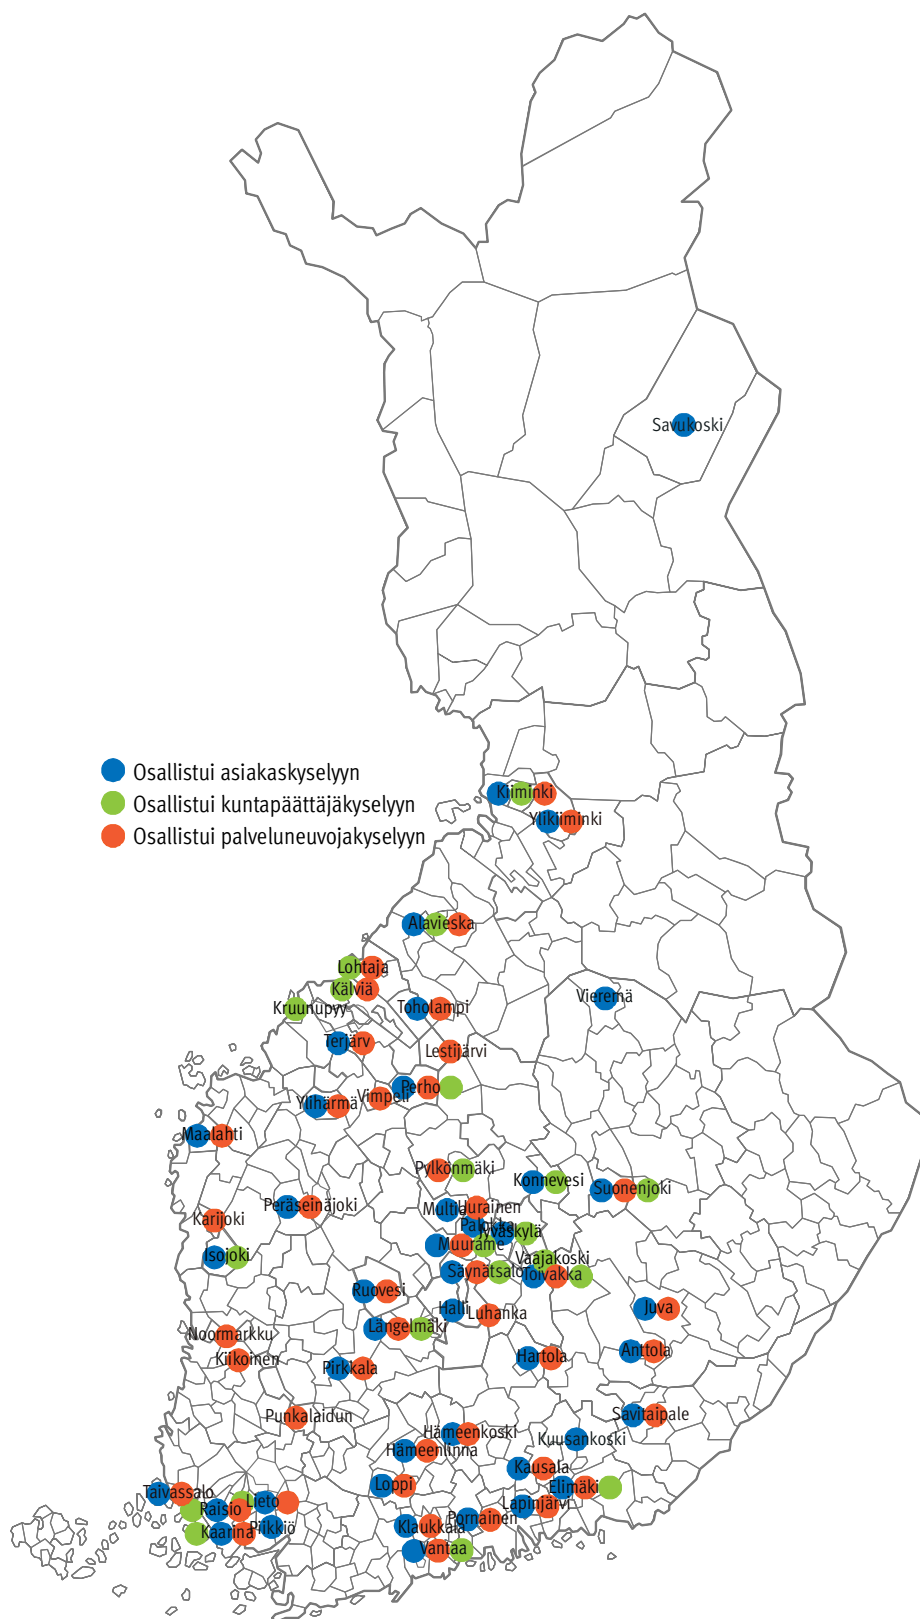 Savukoski
Osallistui asiakaskyselyyn
Osallistui kuntapäättäjäkyselyyn
Osallistui palveluneuvojakyselyyn
Kiiminki
Ylikiiminki
Alavieska
Lohtaja
Kälviä
Vieremä
Kruunupyy
Toholampi
Terjärv
Lestijärvi
Perho
Vimpeli
Ylihärmä
Maalahti
Pylkönmäki
Konnevesi
Suonenjoki
Peräseinäjoki
Multia
Uurainen
Karijoki
Palokka
Jyväskylä
Muurame
Isojoki
Vaajakoski
Säynätsalo
Toivakka
Ruovesi
Halli
Luhanka
Juva
Längelmäki
Noormarkku
Anttola
Kiikoinen
Hartola
Pirkkala
Punkalaidun
Savitaipale
Hämeenkoski
Kuusankoski
Hämeenlinna
Kausala
Loppi
Elimäki
Taivassalo
Lieto
Raisio
Lapinjärvi
Pornainen
Klaukkala
Piikkiö
Kaarina
Vantaa